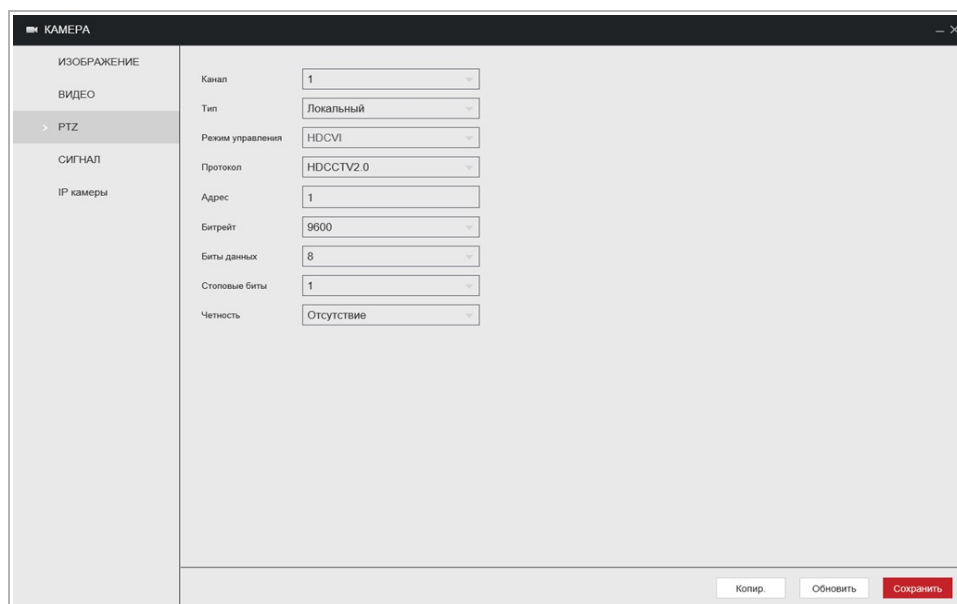 КАМЕРА
ИЗОБРАЖЕНИЕ
ВИДЕО
> PTZ
СИГНАЛ
IP камеры
Канал 1
Тип Локальный
Режим управления HDCVI
Протокол HDCCTV2.0
Адрес 1
Битрейт 9600
Биты данных 8
Стоповые биты 1
Четность Отсутствие
Копир. Обновить Сохранить